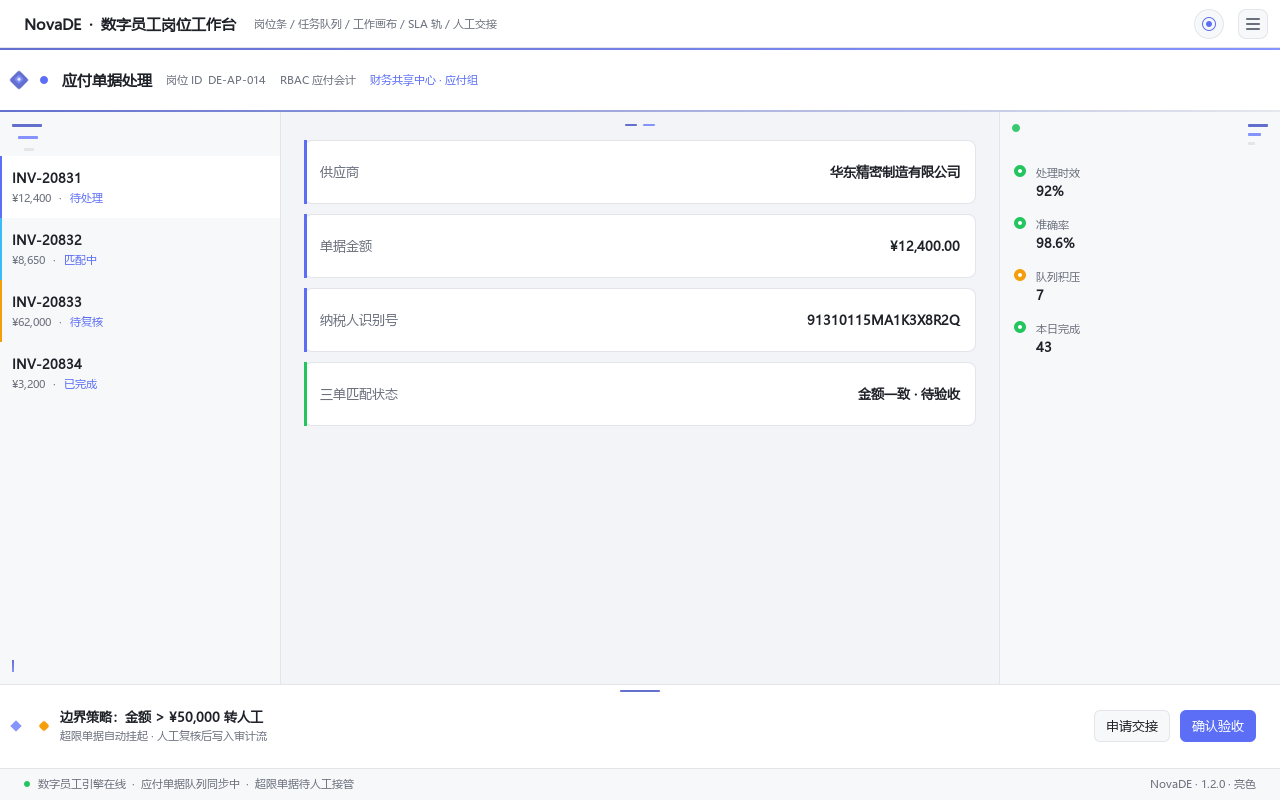 NovaDE · 数字员工岗位工作台
岗位条 / 任务队列 / 工作画布 / SLA 轨 / 人工交接
应付单据处理
岗位 ID DE-AP-014
RBAC 应付会计
财务共享中心 · 应付组
INV-20831
¥12,400 · 待处理
INV-20832
¥8,650 · 匹配中
INV-20833
¥62,000 · 待复核
INV-20834
¥3,200 · 已完成
供应商
华东精密制造有限公司
单据金额
¥12,400.00
纳税人识别号
91310115MA1K3X8R2Q
三单匹配状态
金额一致 · 待验收
处理时效
92%
准确率
98.6%
队列积压
7
本日完成
43
边界策略：金额 > ¥50,000 转人工
超限单据自动挂起 · 人工复核后写入审计流
申请交接
确认验收
数字员工引擎在线 · 应付单据队列同步中 · 超限单据待人工接管
NovaDE · 1.2.0 · 亮色